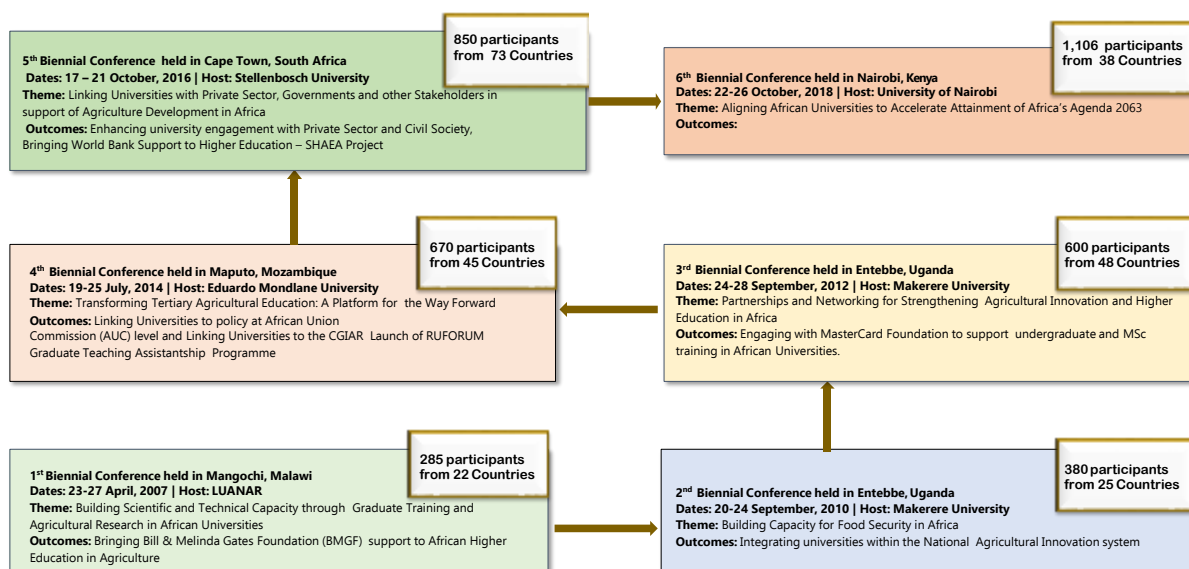 850 participants
from 73 Countries
5th Biennial Conference held in Cape Town, South Africa
Dates: 17 – 21 October, 2016 | Host: Stellenbosch University
Theme: Linking Universities with Private Sector, Governments and other Stakeholders in
support of Agriculture Development in Africa
Outcomes: Enhancing university engagement with Private Sector and Civil Society,
Bringing World Bank Support to Higher Education – SHAEA Project
1,106 participants
from 38 Countries
6th Biennial Conference held in Nairobi, Kenya
Dates: 22-26 October, 2018 | Host: University of Nairobi
Theme: Aligning African Universities to Accelerate Attainment of Africa's Agenda 2063
Outcomes:
670 participants
from 45 Countries
4th Biennial Conference held in Maputo, Mozambique
Dates: 19-25 July, 2014 | Host: Eduardo Mondlane University
Theme: Transforming Tertiary Agricultural Education: A Platform for the Way Forward
Outcomes: Linking Universities to policy at African Union
Commission (AUC) level and Linking Universities to the CGIAR Launch of RUFORUM
Graduate Teaching Assistantship Programme
600 participants
from 48 Countries
3rd Biennial Conference held in Entebbe, Uganda
Dates: 24-28 September, 2012 | Host: Makerere University
Theme: Partnerships and Networking for Strengthening Agricultural Innovation and Higher
Education in Africa
Outcomes: Engaging with MasterCard Foundation to support undergraduate and MSc
training in African Universities.
285 participants
from 22 Countries
1st Biennial Conference held in Mangochi, Malawi
Dates: 23-27 April, 2007 | Host: LUANAR
Theme: Building Scientific and Technical Capacity through Graduate Training and
Agricultural Research in African Universities
Outcomes: Bringing Bill & Melinda Gates Foundation (BMGF) support to African Higher
Education in Agriculture
380 participants
from 25 Countries
2nd Biennial Conference held in Entebbe, Uganda
Dates: 20-24 September, 2010 | Host: Makerere University
Theme: Building Capacity for Food Security in Africa
Outcomes: Integrating universities within the National Agricultural Innovation system